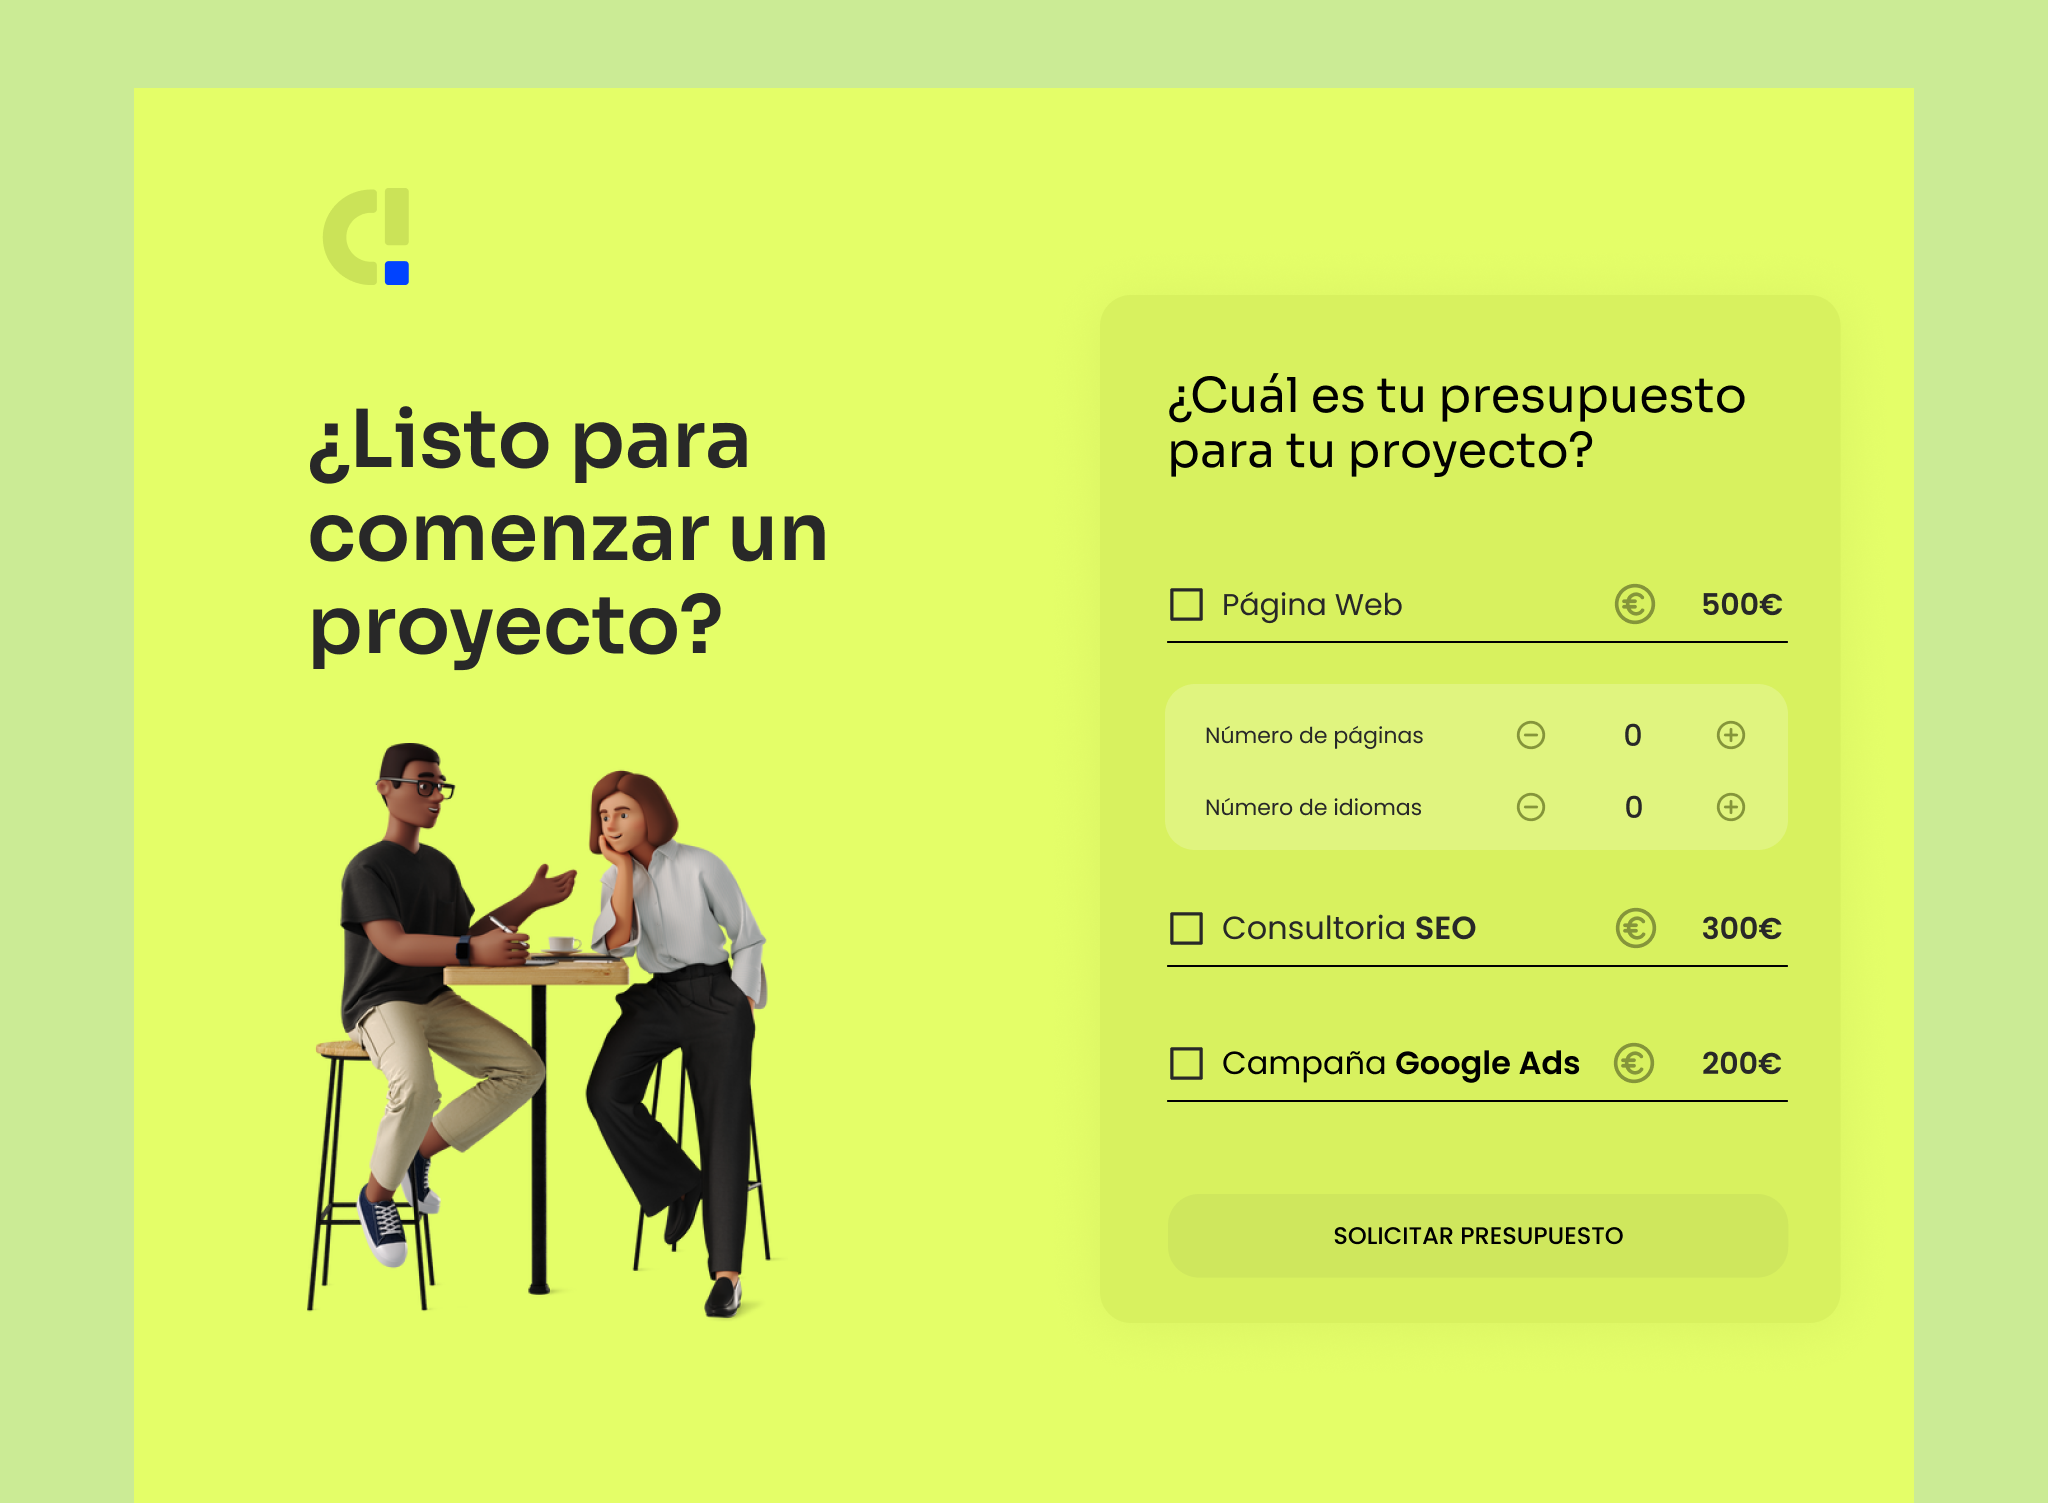 ¿Listo para
comenzar un
proyecto?
¿Cuál es tu presupuesto
para tu proyecto?
Página Web € 500€
Número de páginas 0
Número de idiomas 0
Consultoria SEO € 300€
Campaña Google Ads € 200€
SOLICITAR PRESUPUESTO